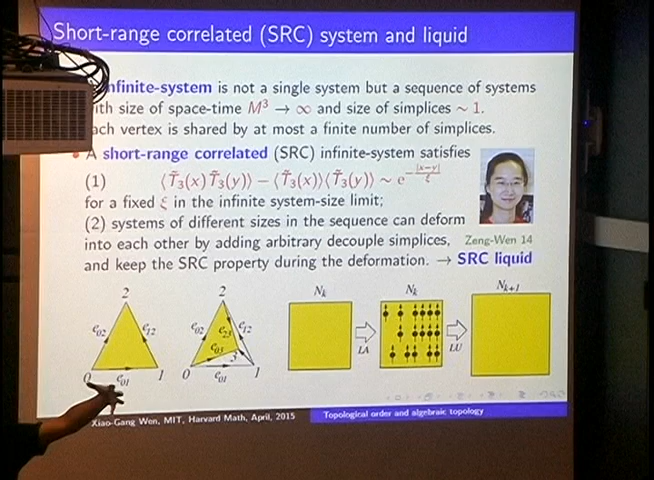 Short-range correlated (SRC) system and liquid
infinite-system is not a single system but a sequence of systems
ith size of space-time M³ → ∞ and size of simplices ~ 1.
ach vertex is shared by at most a finite number of simplices.
• A short-range correlated (SRC) infinite-system satisfies
(1) ⟨T̃₃(x)T̃₃(y)⟩ − ⟨T̃₃(x)⟩⟨T̃₃(y)⟩ ~ e^{−|x−y|/ξ}
for a fixed ξ in the infinite system-size limit;
(2) systems of different sizes in the sequence can deform
into each other by adding arbitrary decouple simplices, Zeng-Wen 14
and keep the SRC property during the deformation. → SRC liquid
2 2 N_k N_k N_{k+1}
e₀₂ e₁₂ e₀₂ e₂₃ e₁₂
e₀₃ 3 LA LU
0 e₀₁ 1 0 e₀₁ 1
Xiao-Gang Wen, MIT, Harvard Math, April, 2015 Topological order and algebraic topology